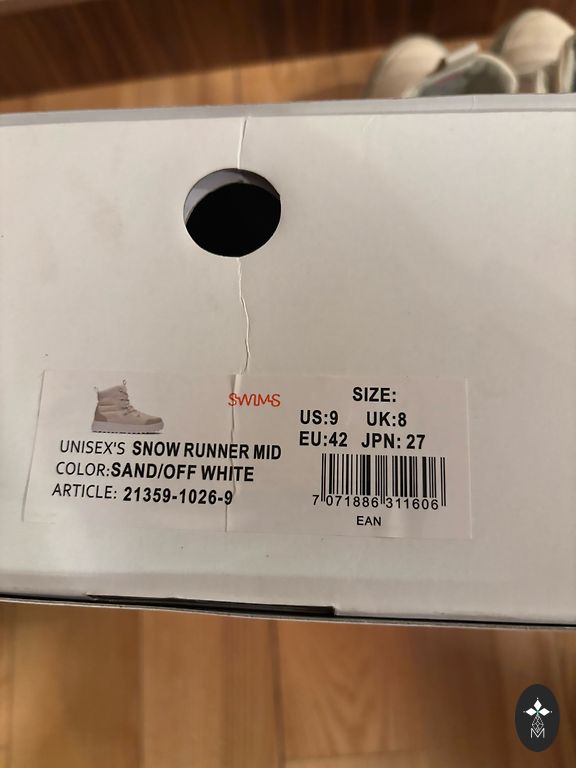 SWIMS
UNISEX'S SNOW RUNNER MID
COLOR:SAND/OFF WHITE
ARTICLE: 21359-1026-9
SIZE:
US:9 UK:8
EU:42 JPN: 27
7 071886 311606
EAN
M